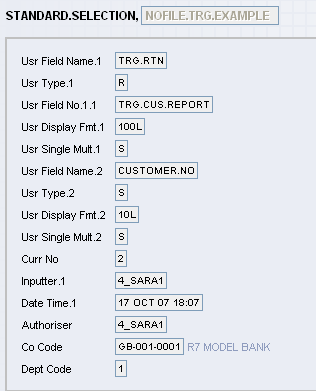 STANDARD.SELECTION, NOFILE.TRG.EXAMPLE
Usr Field Name.1 TRG.RTN
Usr Type.1 R
Usr Field No.1.1 TRG.CUS.REPORT
Usr Display Fmt.1 100L
Usr Single Mult.1 S
Usr Field Name.2 CUSTOMER.NO
Usr Type.2 S
Usr Display Fmt.2 10L
Usr Single Mult.2 S
Curr No 2
Inputter.1 4_SARA1
Date Time.1 17 OCT 07 18:07
Authoriser 4_SARA1
Co Code GB-001-0001 R7 MODEL BANK
Dept Code 1